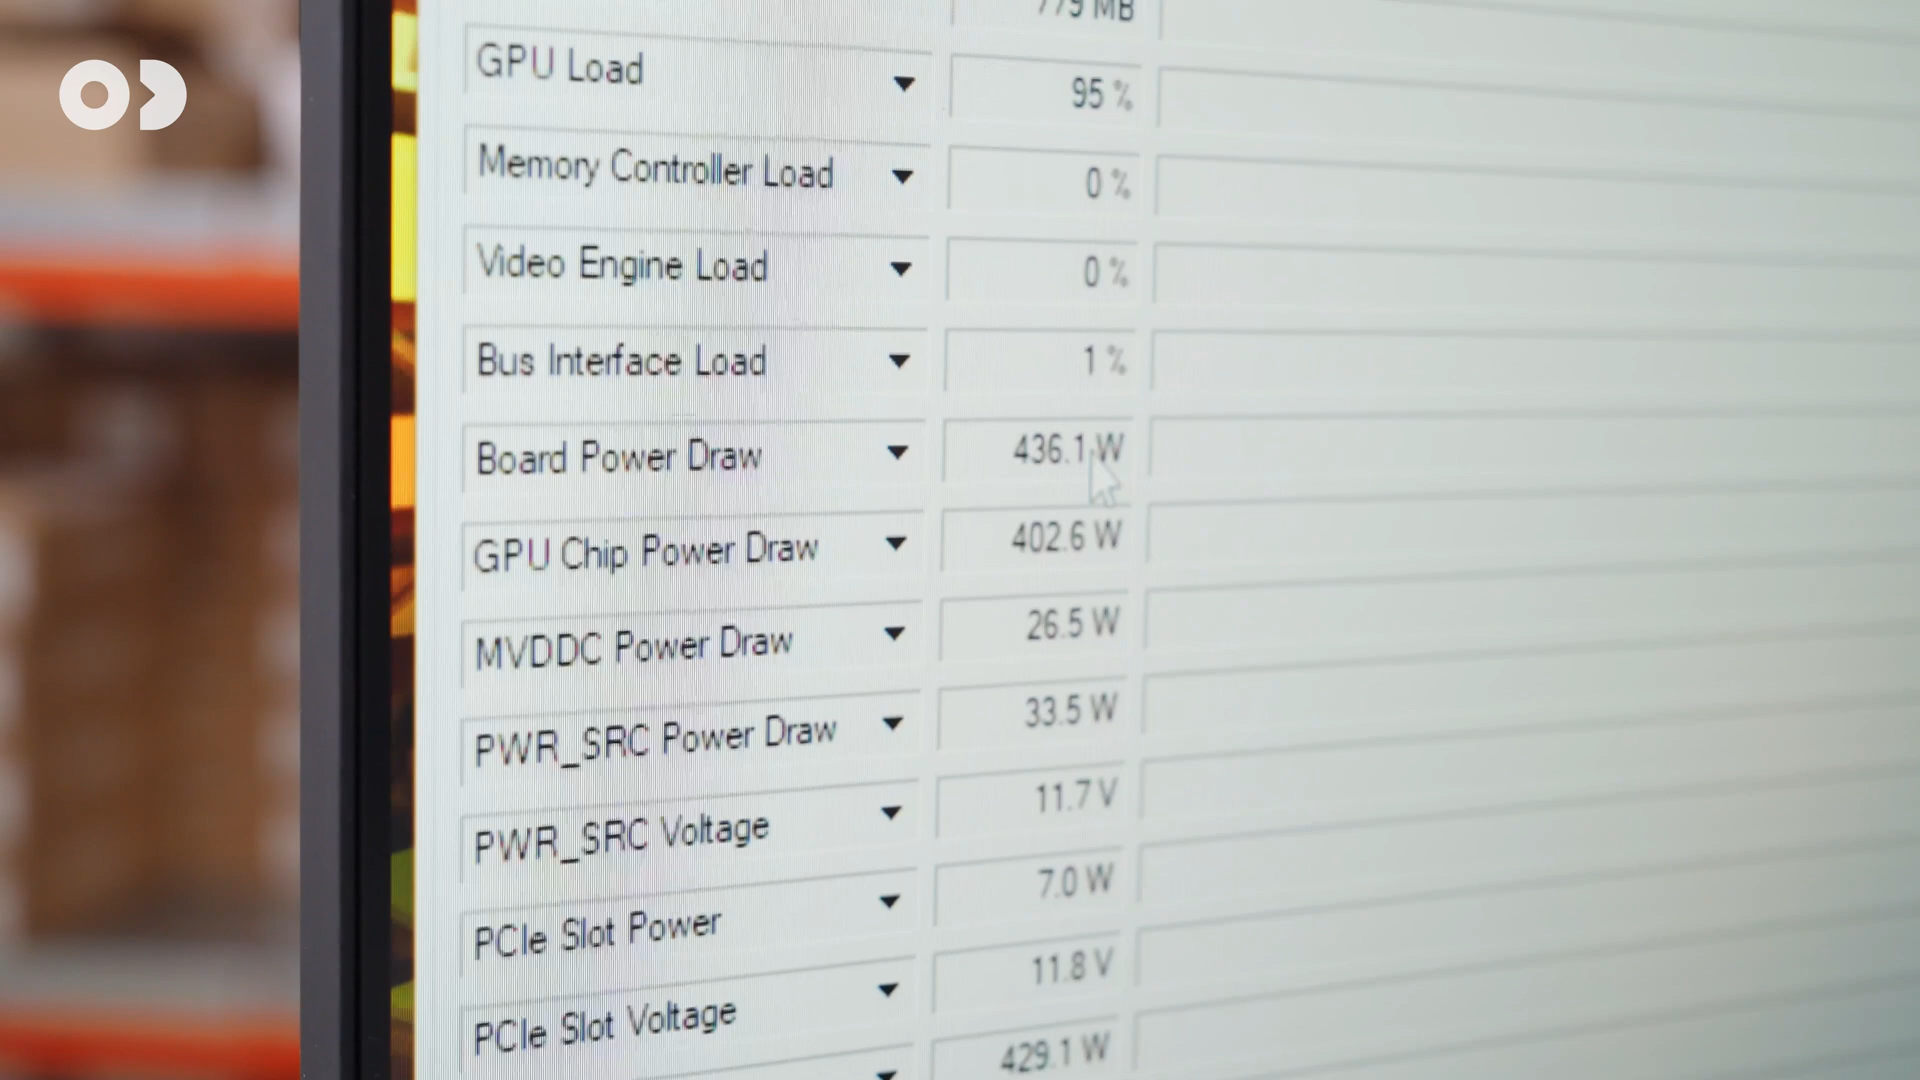 779 MB
GPU Load 95 %
Memory Controller Load 0 %
Video Engine Load 0 %
Bus Interface Load 1 %
Board Power Draw 436.1 W
GPU Chip Power Draw 402.6 W
MVDDC Power Draw 26.5 W
PWR_SRC Power Draw 33.5 W
PWR_SRC Voltage 11.7 V
PCIe Slot Power 7.0 W
PCIe Slot Voltage 11.8 V
429.1 W